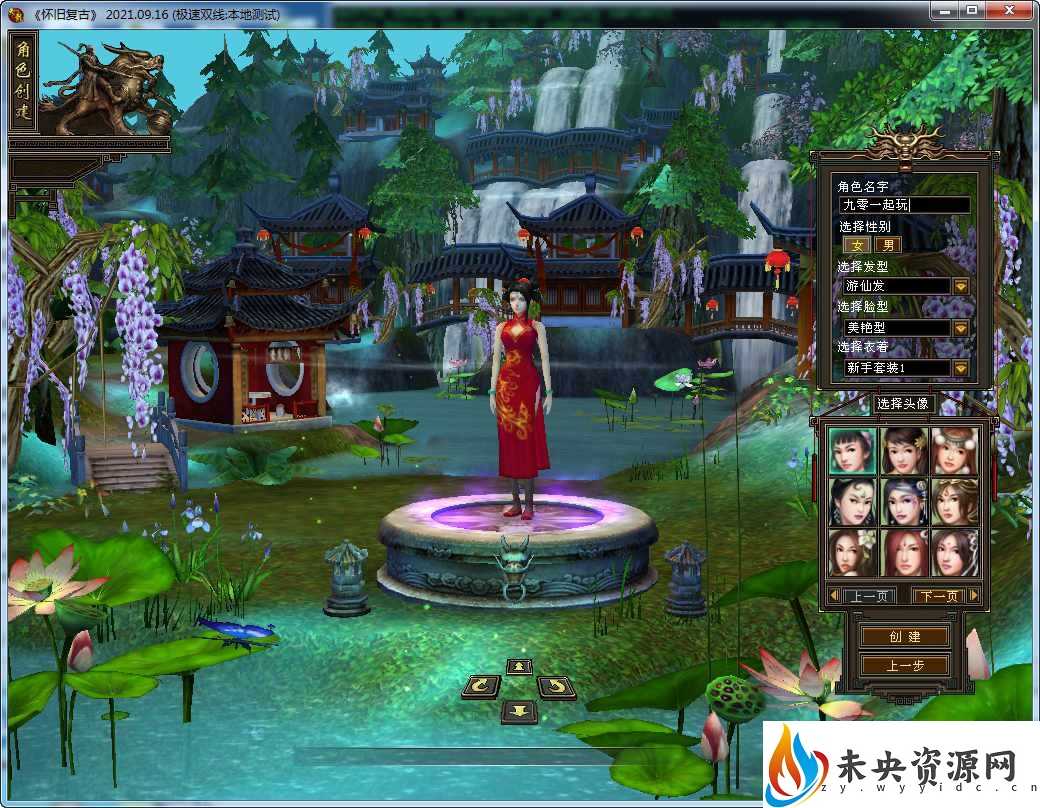 《怀旧复古》 2021.09.16 (极速双线:本地测试)
角色创建
角色名字
九零一起玩
选择性别
女 男
选择发型
游仙发
选择脸型
美艳型
选择衣着
新手套装1
选择头像
上一页 下一页
创建
上一步
未央资源网
zy.wyyidc.cn